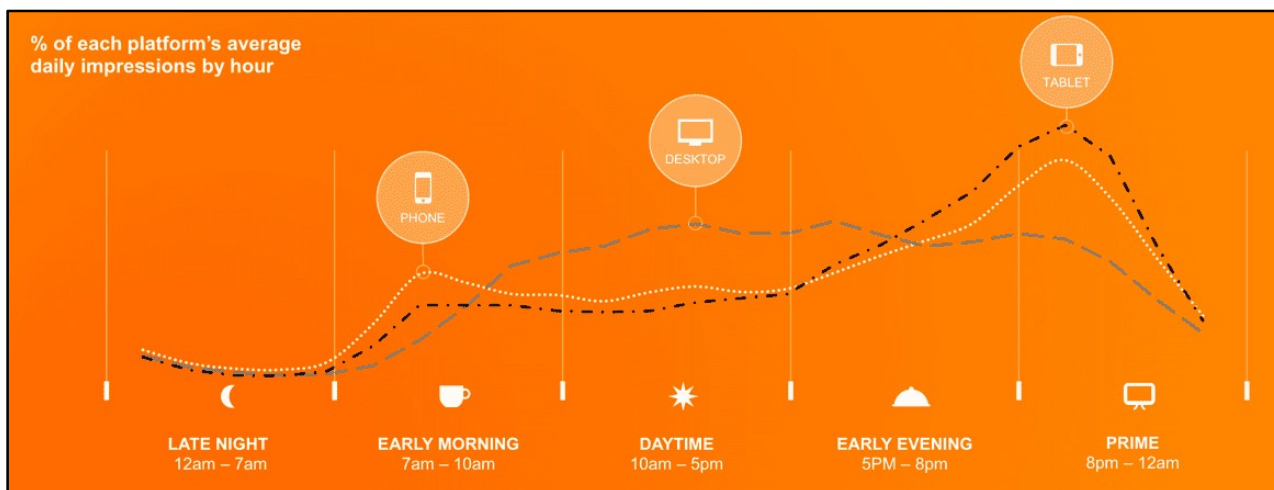 % of each platform's average
daily impressions by hour
PHONE
DESKTOP
TABLET
LATE NIGHT
12am – 7am
EARLY MORNING
7am – 10am
DAYTIME
10am – 5pm
EARLY EVENING
5PM – 8pm
PRIME
8pm – 12am